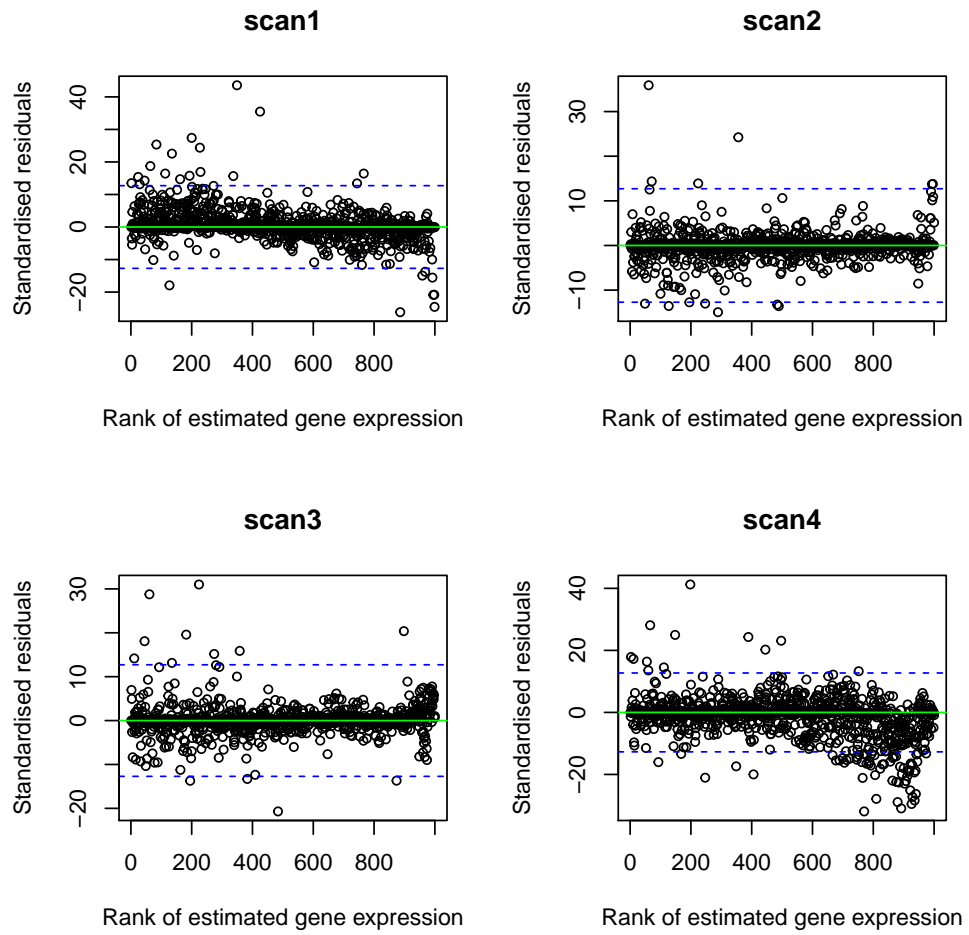 scan1
Standardised residuals
40
20
0
−20
0 200 400 600 800
Rank of estimated gene expression
scan2
Standardised residuals
30
10
−10
0 200 400 600 800
Rank of estimated gene expression
scan3
Standardised residuals
30
10
0
−20
0 200 400 600 800
Rank of estimated gene expression
scan4
Standardised residuals
40
20
0
−20
0 200 400 600 800
Rank of estimated gene expression